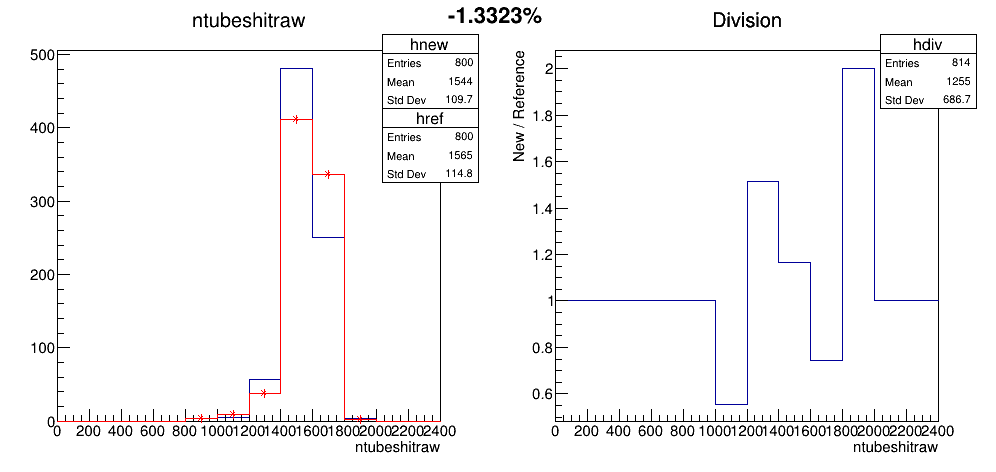 -1.3323%
ntubeshitraw
hnew
Entries 800
Mean 1544
Std Dev 109.7
href
Entries 800
Mean 1565
Std Dev 114.8
500
400
300
200
100
0
0 200 400 600 800 1000 1200 1400 1600 1800 2000 2200 2400
ntubeshitraw
Division
hdiv
Entries 814
Mean 1255
Std Dev 686.7
New / Reference
2
1.8
1.6
1.4
1.2
1
0.8
0.6
0 200 400 600 800 1000 1200 1400 1600 1800 2000 2200 2400
ntubeshitraw